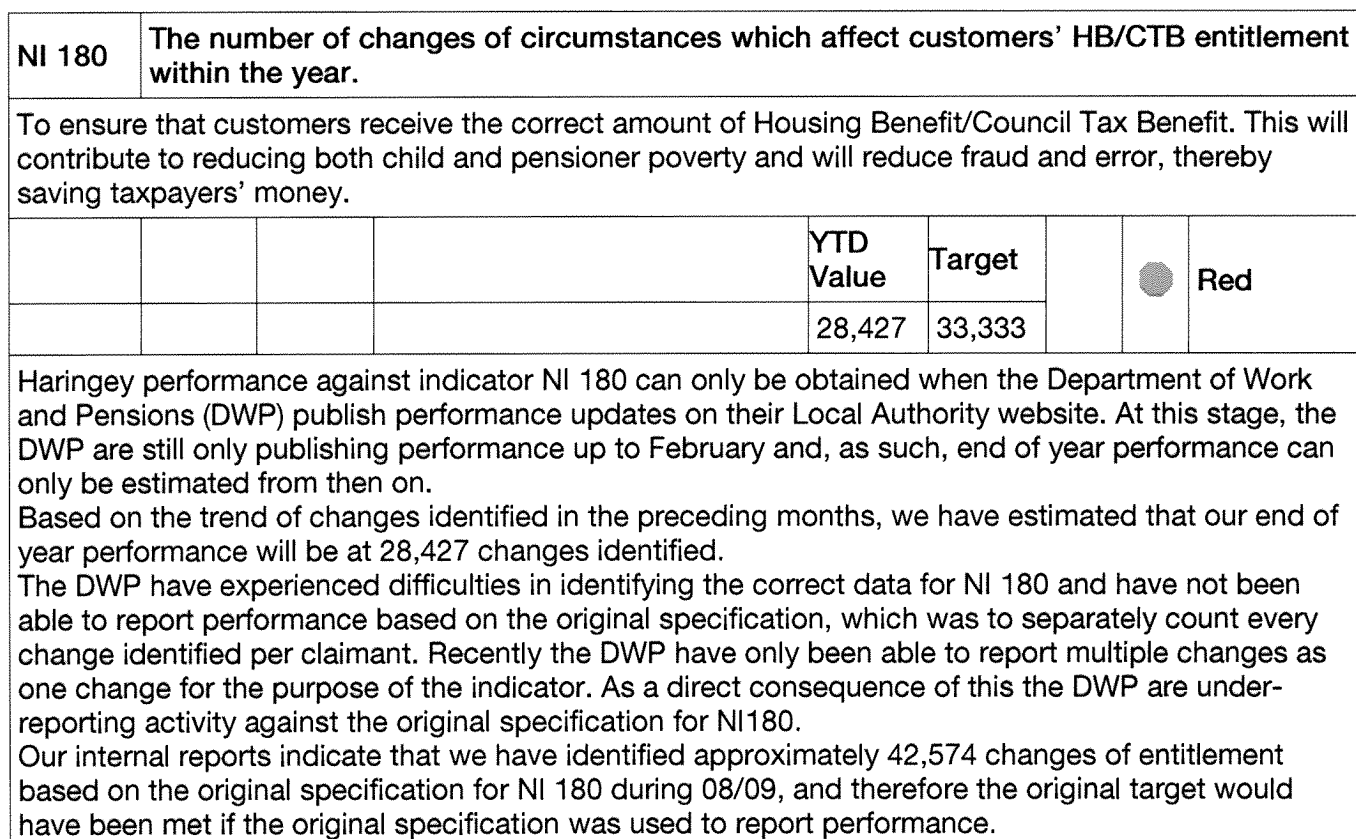 NI 180
The number of changes of circumstances which affect customers' HB/CTB entitlement
within the year.
To ensure that customers receive the correct amount of Housing Benefit/Council Tax Benefit. This will
contribute to reducing both child and pensioner poverty and will reduce fraud and error, thereby
saving taxpayers' money.
YTD
Value
Target
Red
28,427
33,333
Haringey performance against indicator NI 180 can only be obtained when the Department of Work
and Pensions (DWP) publish performance updates on their Local Authority website. At this stage, the
DWP are still only publishing performance up to February and, as such, end of year performance can
only be estimated from then on.
Based on the trend of changes identified in the preceding months, we have estimated that our end of
year performance will be at 28,427 changes identified.
The DWP have experienced difficulties in identifying the correct data for NI 180 and have not been
able to report performance based on the original specification, which was to separately count every
change identified per claimant. Recently the DWP have only been able to report multiple changes as
one change for the purpose of the indicator. As a direct consequence of this the DWP are under-
reporting activity against the original specification for NI180.
Our internal reports indicate that we have identified approximately 42,574 changes of entitlement
based on the original specification for NI 180 during 08/09, and therefore the original target would
have been met if the original specification was used to report performance.